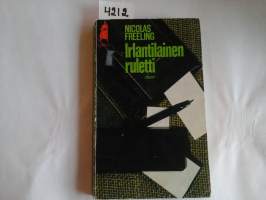 4212
NICOLAS
FREELING
Irlantilainen
ruletti